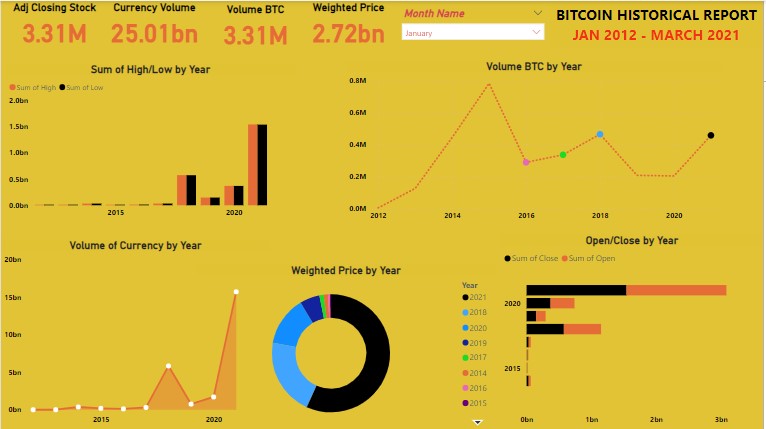 Adj Closing Stock
3.31M
Currency Volume
25.01bn
Volume BTC
3.31M
Weighted Price
2.72bn
Month Name
January
BITCOIN HISTORICAL REPORT
JAN 2012 - MARCH 2021
Sum of High/Low by Year
Sum of High Sum of Low
2.0bn
1.5bn
1.0bn
0.5bn
0.0bn
2015 2020
Volume BTC by Year
0.8M
0.6M
0.4M
0.2M
0.0M
2012 2014 2016 2018 2020
Volume of Currency by Year
20bn
15bn
10bn
5bn
0bn
2015 2020
Weighted Price by Year
Year
2021
2018
2020
2019
2017
2014
2016
2015
Open/Close by Year
Sum of Close Sum of Open
2020
2015
0bn 1bn 2bn 3bn